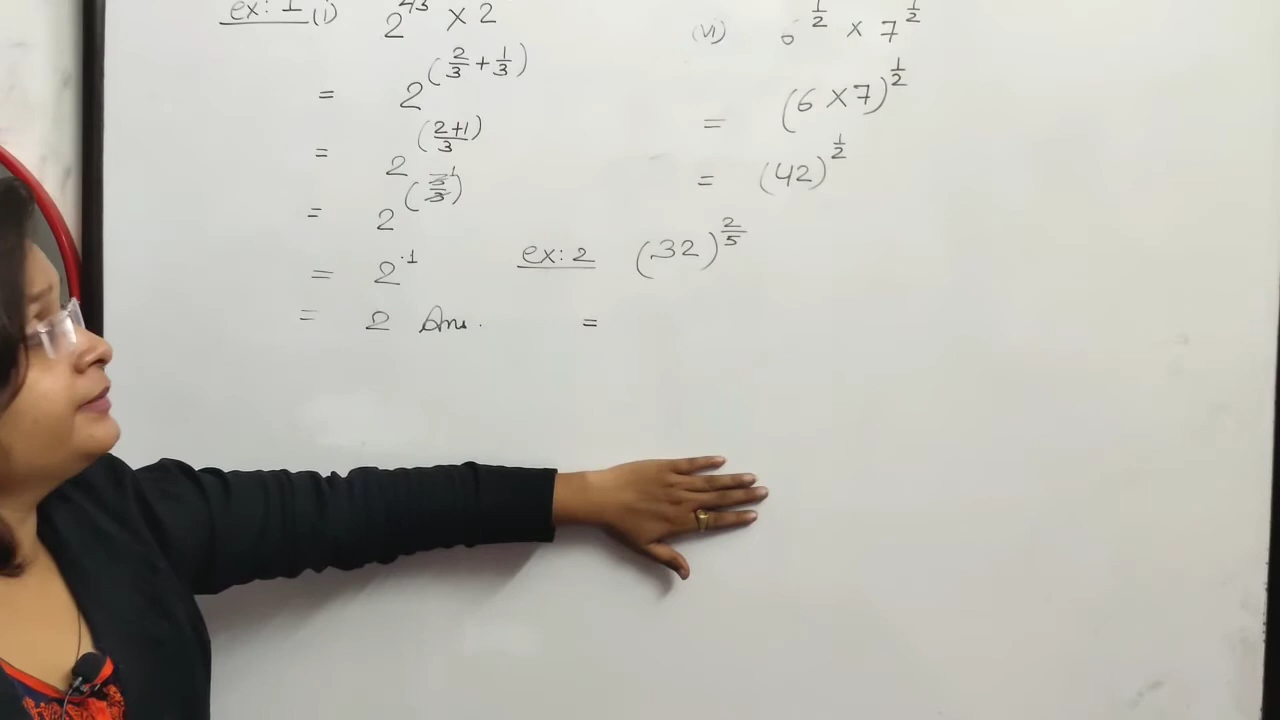 ex: 1 (i) 2^2/3 × 2
= 2^(2/3 + 1/3)
= 2^(2+1/3)
= 2^(3/3) 1
= 2^1
= 2 Ans.
(vi) 6^1/2 × 7^1/2
= (6 × 7)^1/2
= (42)^1/2
ex: 2 (32)^2/5
=